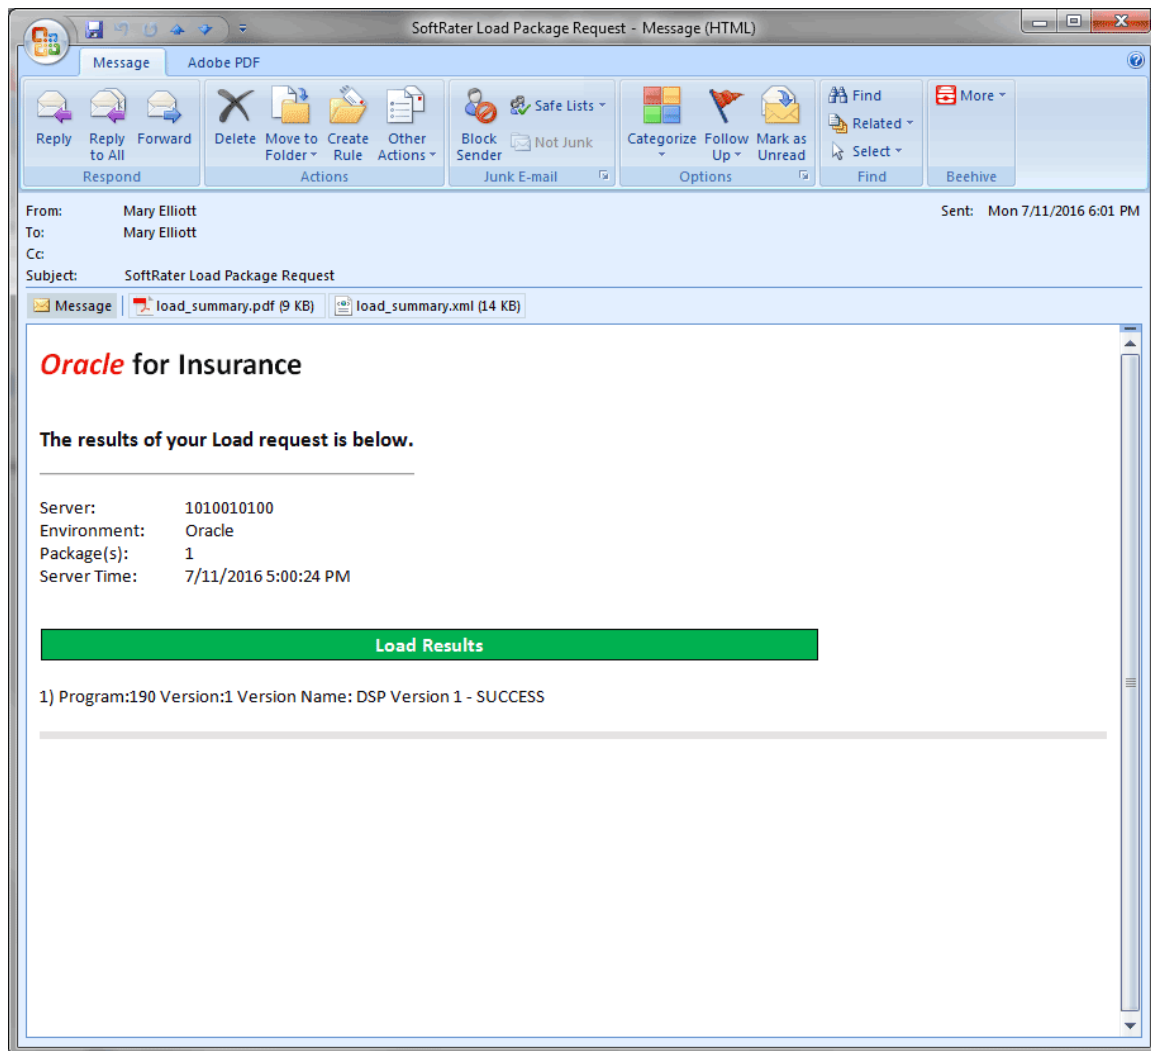 SoftRater Load Package Request - Message (HTML)
Message Adobe PDF
Reply Reply to All Forward Delete Move to Folder Create Rule Other Actions Block Sender Safe Lists Not Junk Categorize Follow Up Mark as Unread Find Related Select More
Respond Actions Junk E-mail Options Find Beehive
From: Mary Elliott Sent: Mon 7/11/2016 6:01 PM
To: Mary Elliott
Cc:
Subject: SoftRater Load Package Request
Message load_summary.pdf (9 KB) load_summary.xml (14 KB)
Oracle for Insurance
The results of your Load request is below.
Server: 1010010100
Environment: Oracle
Package(s): 1
Server Time: 7/11/2016 5:00:24 PM
Load Results
1) Program:190 Version:1 Version Name: DSP Version 1 - SUCCESS